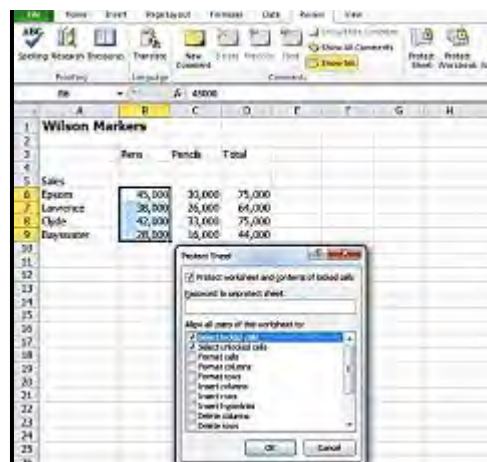 File Home Insert Page Layout Formulas Data Review View
ABC
Spelling Research Thesaurus Translate New Comment
Show All Comments
Show Ink
Protect Sheet Protect Workbook
Proofing Language Comments
B6 fx 45000
A B C D E F G H
1 Wilson Markers
2
3 Pens Pencils Total
4
5 Sales
6 Epsom 45,000 30,000 75,000
7 Lawrence 38,000 26,000 64,000
8 Clyde 42,000 33,000 75,000
9 Bayswater 28,000 16,000 44,000
10
11
12
13
14
15
16
17
18
19
20
21
22
23
24
25
Protect Sheet
Protect worksheet and contents of locked cells
Password to unprotect sheet:
Allow all users of this worksheet to:
Select locked cells
Select unlocked cells
Format cells
Format columns
Format rows
Insert columns
Insert rows
Insert hyperlinks
Delete columns
Delete rows
OK Cancel